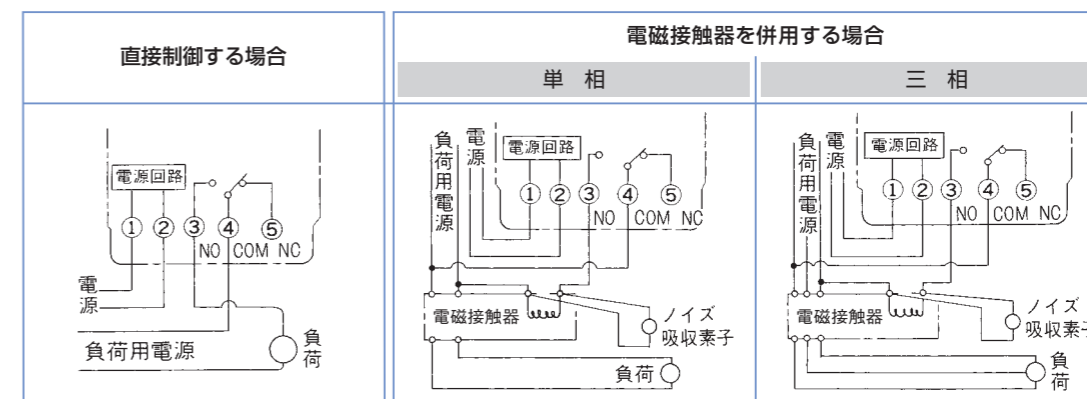 直接制御する場合
電磁接触器を併用する場合
単 相
三 相
電源回路
① ② ③ ④ ⑤
NO COM NC
電源
負荷用電源
負荷
負荷用電源
電源
電源回路
① ② ③ ④ ⑤
NO COM NC
電磁接触器
ノイズ
吸収素子
負荷
負荷用電源
電源
電源回路
① ② ③ ④ ⑤
NO COM NC
電磁接触器
ノイズ
吸収素子
負荷